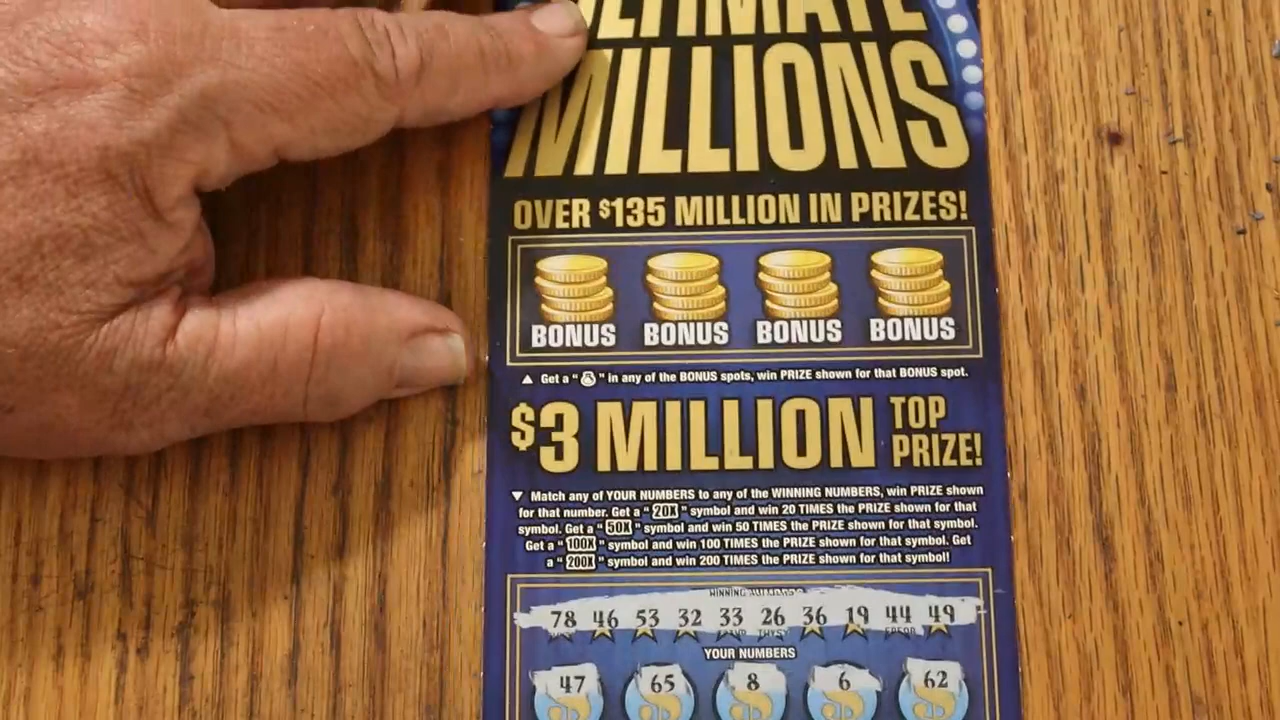 ULTIMATE
MILLIONS
OVER $135 MILLION IN PRIZES!
BONUS BONUS BONUS BONUS
▲ Get a " " in any of the BONUS spots, win PRIZE shown for that BONUS spot.
$3 MILLION TOP PRIZE!
▼ Match any of YOUR NUMBERS to any of the WINNING NUMBERS, win PRIZE shown
for that number. Get a "20X" symbol and win 20 TIMES the PRIZE shown for that
symbol. Get a "50X" symbol and win 50 TIMES the PRIZE shown for that symbol.
Get a "100X" symbol and win 100 TIMES the PRIZE shown for that symbol. Get
a "200X" symbol and win 200 TIMES the PRIZE shown for that symbol!
WINNING NUMBERS
78 46 53 32 33 26 36 19 44 49
YOUR NUMBERS
47 65 8 6 62